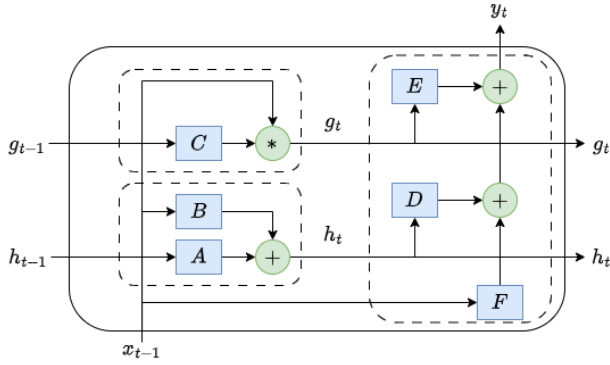 y_t
E +
g_{t-1} C * g_t g_t
B D +
h_{t-1} A + h_t h_t
F
x_{t-1}